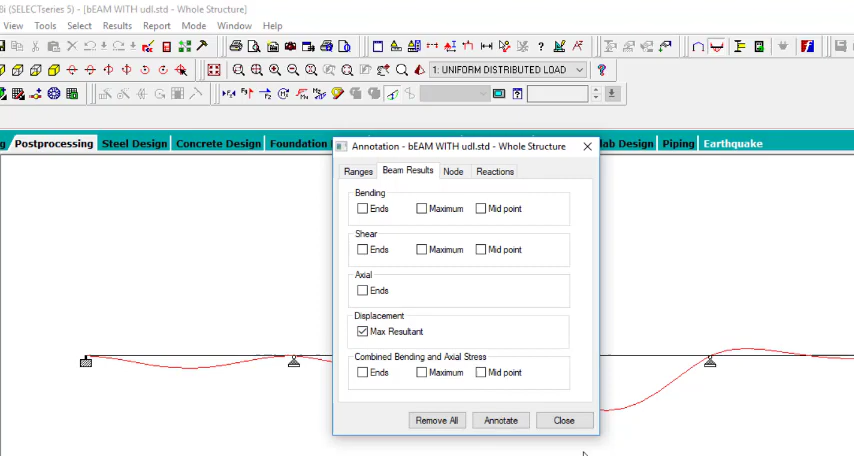 8i (SELECTseries 5) - [bEAM WITH udl.std - Whole Structure]
View Tools Select Results Report Mode Window Help
1: UNIFORM DISTRIBUTED LOAD
Postprocessing Steel Design Concrete Design Foundation Design Piping Earthquake
Annotation - bEAM WITH udl.std - Whole Structure
Ranges Beam Results Node Reactions
Bending
Ends Maximum Mid point
Shear
Ends Maximum Mid point
Axial
Ends
Displacement
Max Resultant
Combined Bending and Axial Stress
Ends Maximum Mid point
Remove All Annotate Close